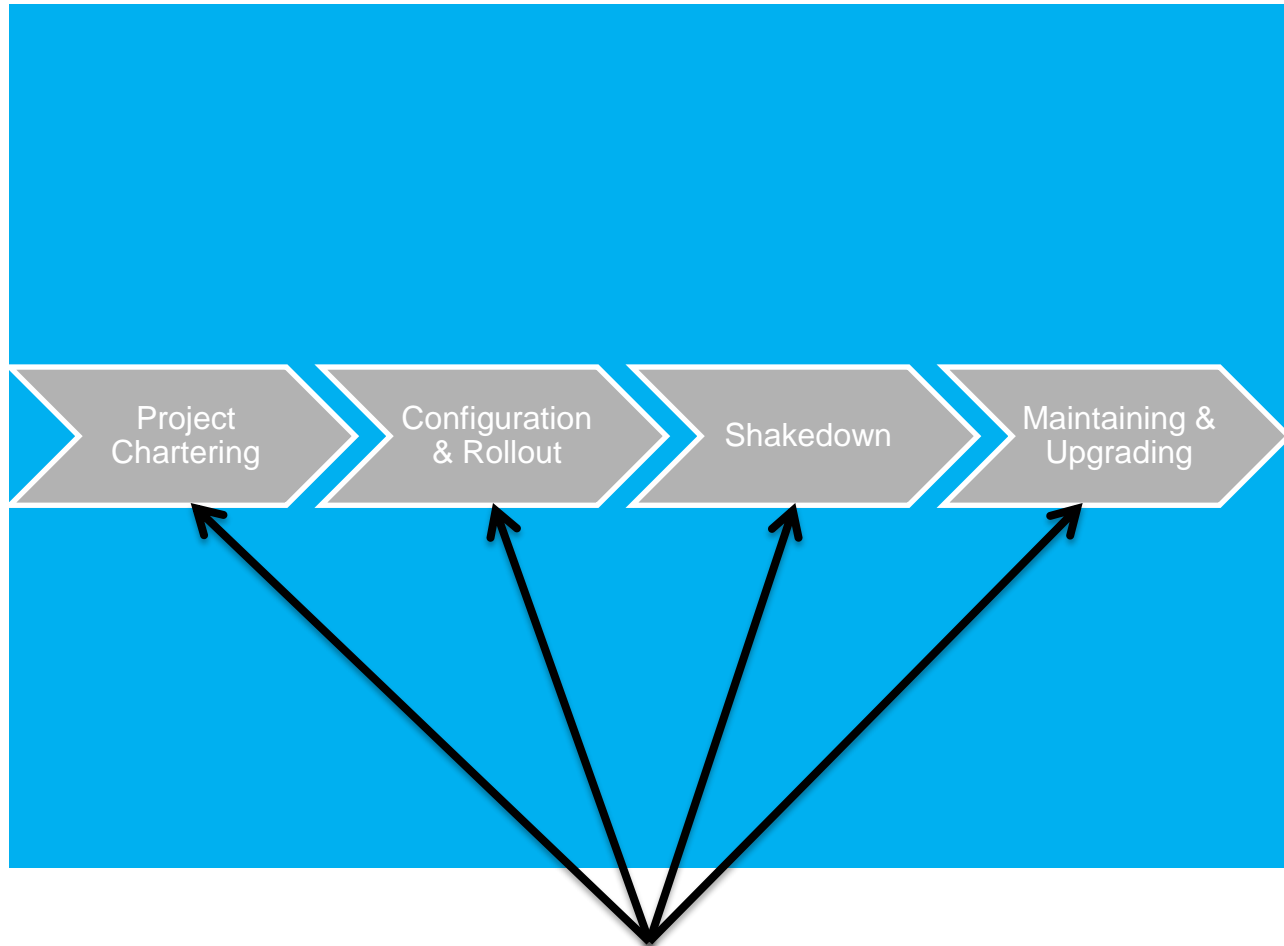 Project
Chartering
Configuration
& Rollout
Shakedown
Maintaining &
Upgrading